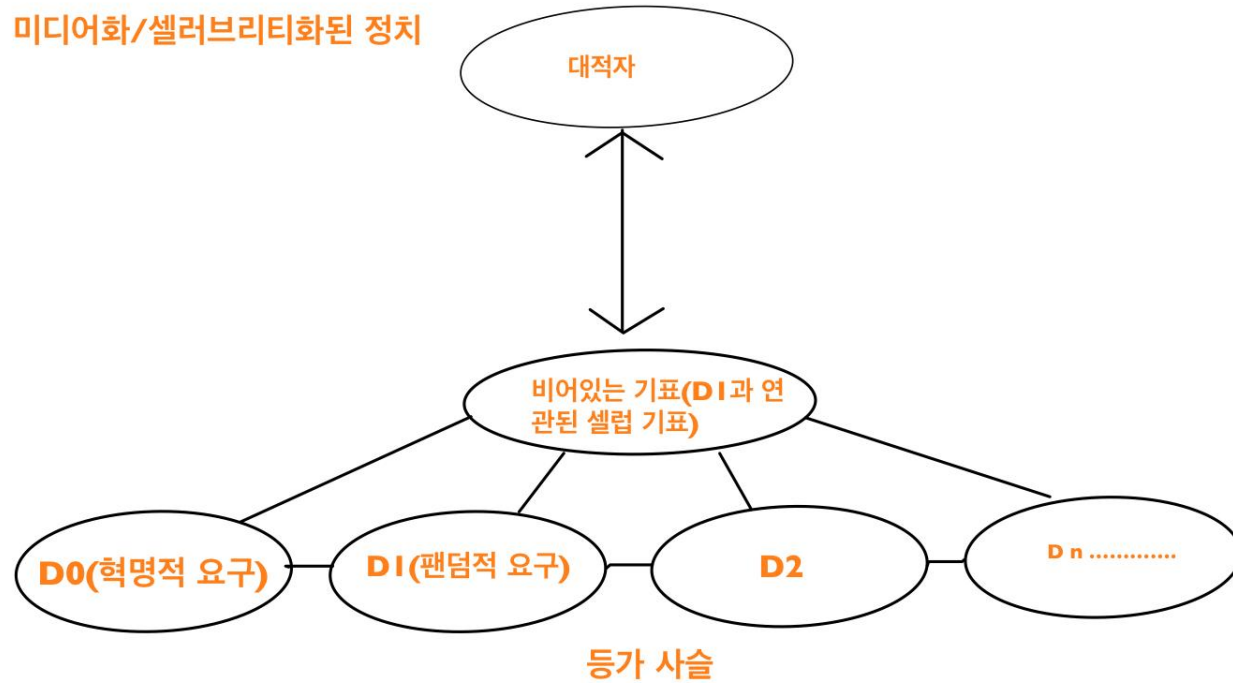 미디어화/셀러브리티화된 정치
대적자
비어있는 기표(D1과 연
관된 셀럽 기표)
D0(혁명적 요구)
D1(팬덤적 요구)
D2
D n .............
등가 사슬